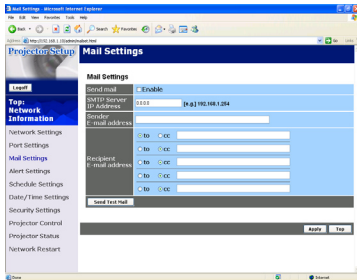 Mail Settings - Microsoft Internet Explorer
File Edit View Favorites Tools Help
Back Search Favorites
Projector Setup
Mail Settings
Logoff
Top:
Network
Information
Network Settings
Port Settings
Mail Settings
Alert Settings
Schedule Settings
Date/Time Settings
Security Settings
Projector Control
Projector Status
Network Restart
Mail Settings
Send mail Enable
SMTP Server
IP Address 0.0.0.0 [e.g.] 192.168.1.254
Sender
E-mail address
Recipient
E-mail address
to cc
to cc
to cc
to cc
to cc
Send Test Mail
Apply Top
Done Internet